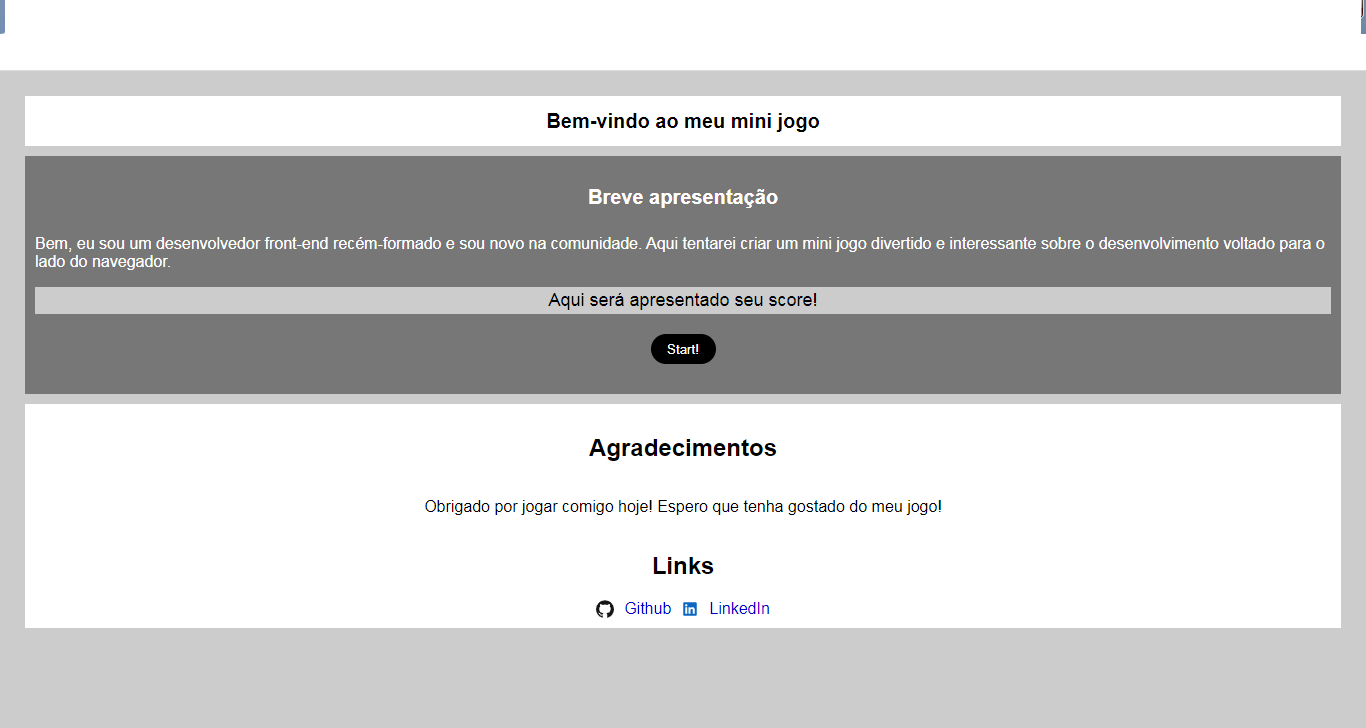 Bem-vindo ao meu mini jogo
Breve apresentação
Bem, eu sou um desenvolvedor front-end recém-formado e sou novo na comunidade. Aqui tentarei criar um mini jogo divertido e interessante sobre o desenvolvimento voltado para o
lado do navegador.
Aqui será apresentado seu score!
Start!
Agradecimentos
Obrigado por jogar comigo hoje! Espero que tenha gostado do meu jogo!
Links
Github LinkedIn